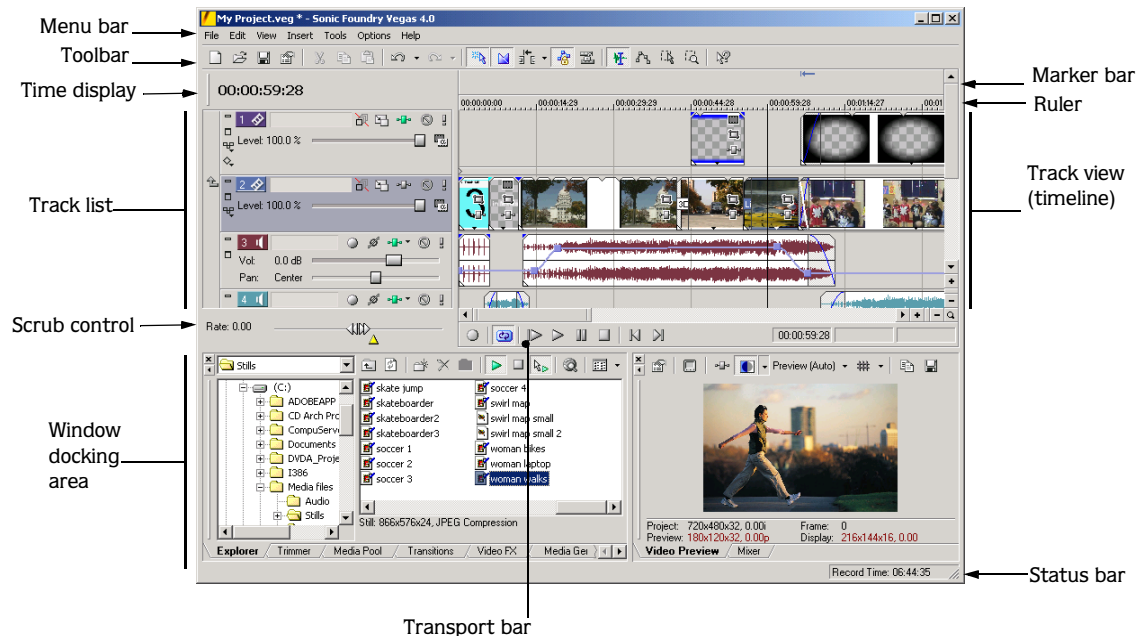 My Project.veg * - Sonic Foundry Vegas 4.0
Menu bar
File Edit View Insert Tools Options Help
Toolbar
Time display
00:00:59:28
Marker bar
Ruler
00:00:00:00 00:00:14:29 00:00:29:29 00:00:44:28 00:00:59:28 00:01:14:27 00:01
1
Level: 100.0 %
Track list
2
Level: 100.0 %
Track view
(timeline)
3
Vol: 0.0 dB
Pan: Center
4
Scrub control
Rate: 0.00
00:00:59:28
Stills
Preview (Auto)
(C:)
ADOBEAPP
CD Arch Prc
CompuServe
Documents
DVDA_Proje
I386
Media files
Audio
Stills
skate jump
skateboarder
skateboarder2
skateboarder3
soccer 1
soccer 2
soccer 3
soccer 4
swirl map
swirl map small
swirl map small 2
woman bikes
woman laptop
woman walks
Window
docking
area
Still: 866x576x24, JPEG Compression
Project: 720x480x32, 0.00i Frame: 0
Preview: 180x120x32, 0.00p Display: 216x144x16, 0.00
Explorer Trimmer Media Pool Transitions Video FX Media Ger
Video Preview Mixer
Record Time: 06:44:35
Status bar
Transport bar